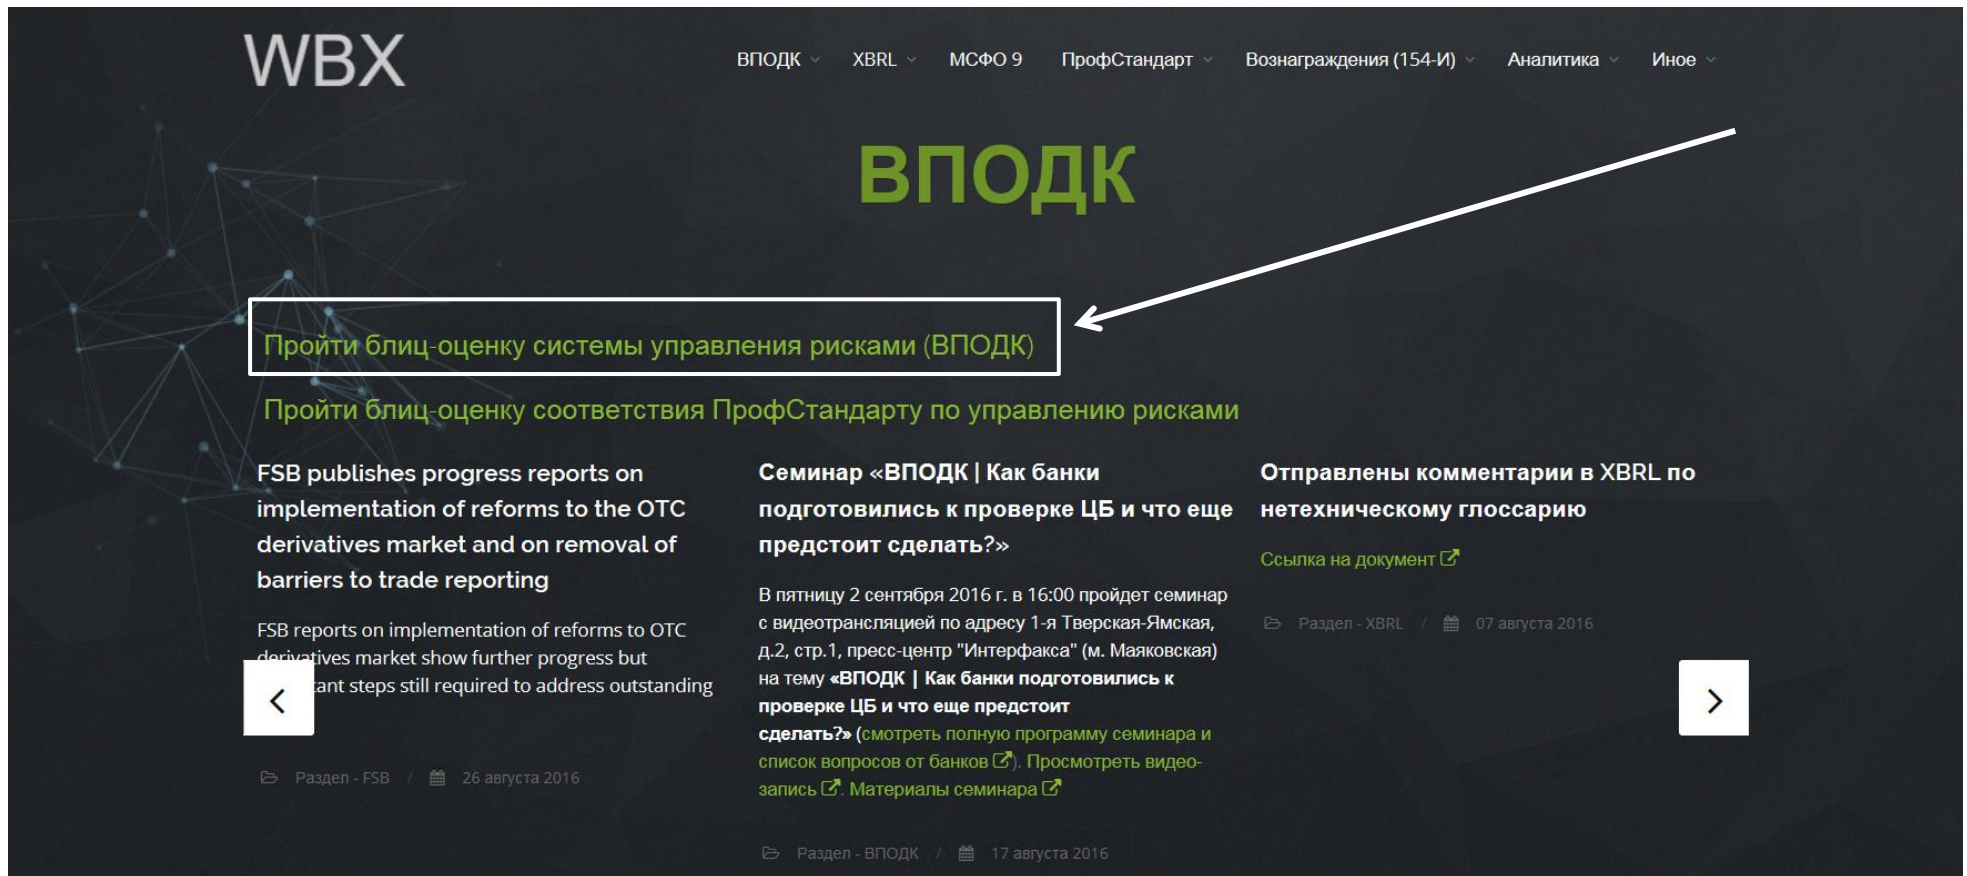 WBX
ВПОДК XBRL МСФО 9 ПрофСтандарт Вознаграждения (154-И) Аналитика Иное
ВПОДК
Пройти блиц-оценку системы управления рисками (ВПОДК)
Пройти блиц-оценку соответствия ПрофСтандарту по управлению рисками
FSB publishes progress reports on
implementation of reforms to the OTC
derivatives market and on removal of
barriers to trade reporting
FSB reports on implementation of reforms to OTC
derivatives market show further progress but
steps still required to address outstanding
Раздел - FSB / 26 августа 2016
Семинар «ВПОДК | Как банки
подготовились к проверке ЦБ и что еще
предстоит сделать?»
В пятницу 2 сентября 2016 г. в 16:00 пройдет семинар
с видеотрансляцией по адресу 1-я Тверская-Ямская,
д.2, стр.1, пресс-центр "Интерфакса" (м. Маяковская)
на тему «ВПОДК | Как банки подготовились к
проверке ЦБ и что еще предстоит
сделать?» (смотреть полную программу семинара и
список вопросов от банков). Просмотреть видео-
запись. Материалы семинара
Раздел - ВПОДК / 17 августа 2016
Отправлены комментарии в XBRL по
нетехническому глоссарию
Ссылка на документ
Раздел - XBRL / 07 августа 2016